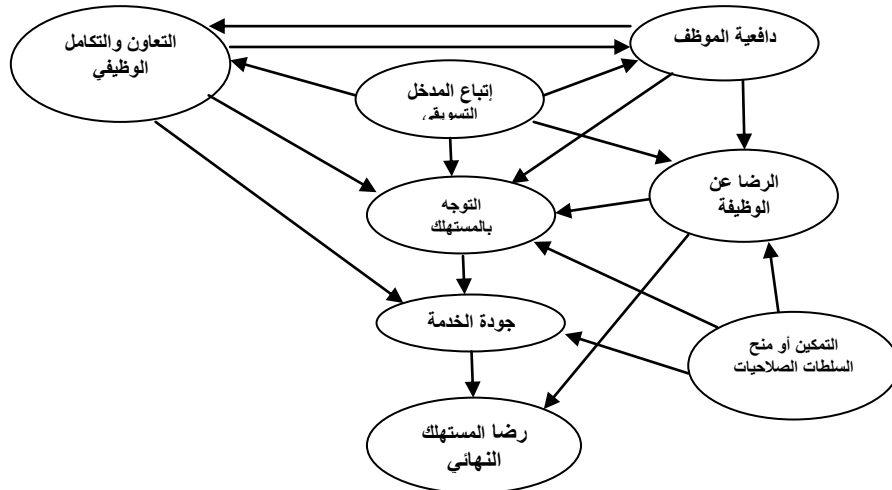 التعاون والتكامل
الوظيفي
دافعية الموظف
إتباع المدخل
التسويقي
الرضا عن
الوظيفة
التوجه
بالمستهلك
جودة الخدمة
التمكين أو منح
السلطات الصلاحيات
رضا المستهلك
النهائي